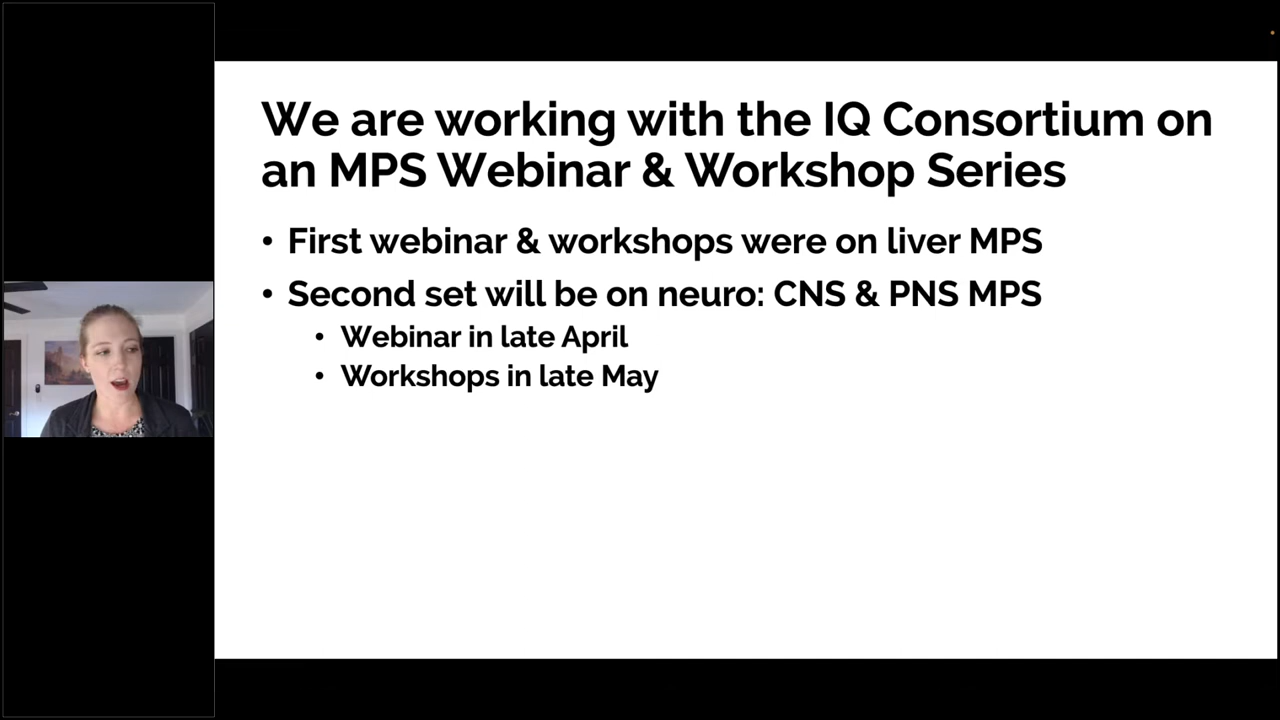 We are working with the IQ Consortium on
an MPS Webinar & Workshop Series
• First webinar & workshops were on liver MPS
• Second set will be on neuro: CNS & PNS MPS
• Webinar in late April
• Workshops in late May